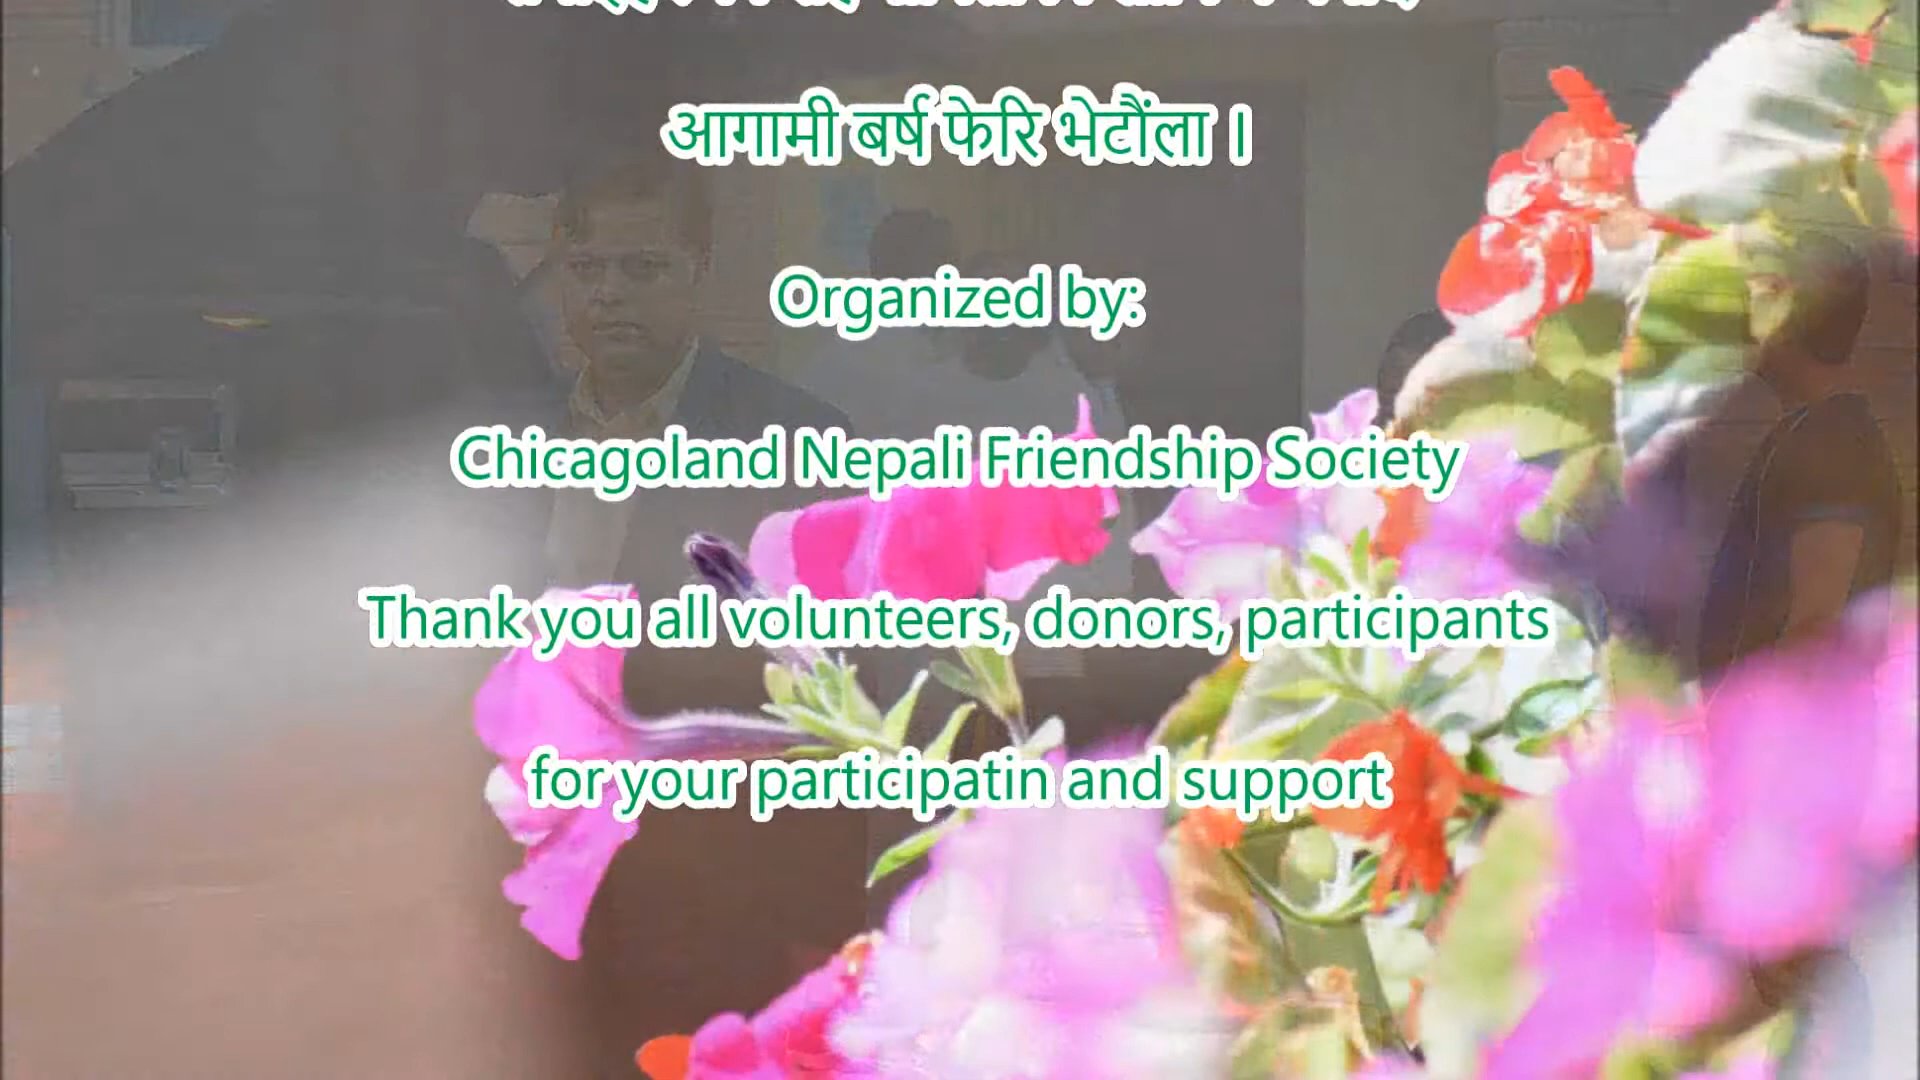 आगामी बर्ष फेरि भेटौंला ।
Organized by:
Chicagoland Nepali Friendship Society
Thank you all volunteers, donors, participants
for your participatin and support